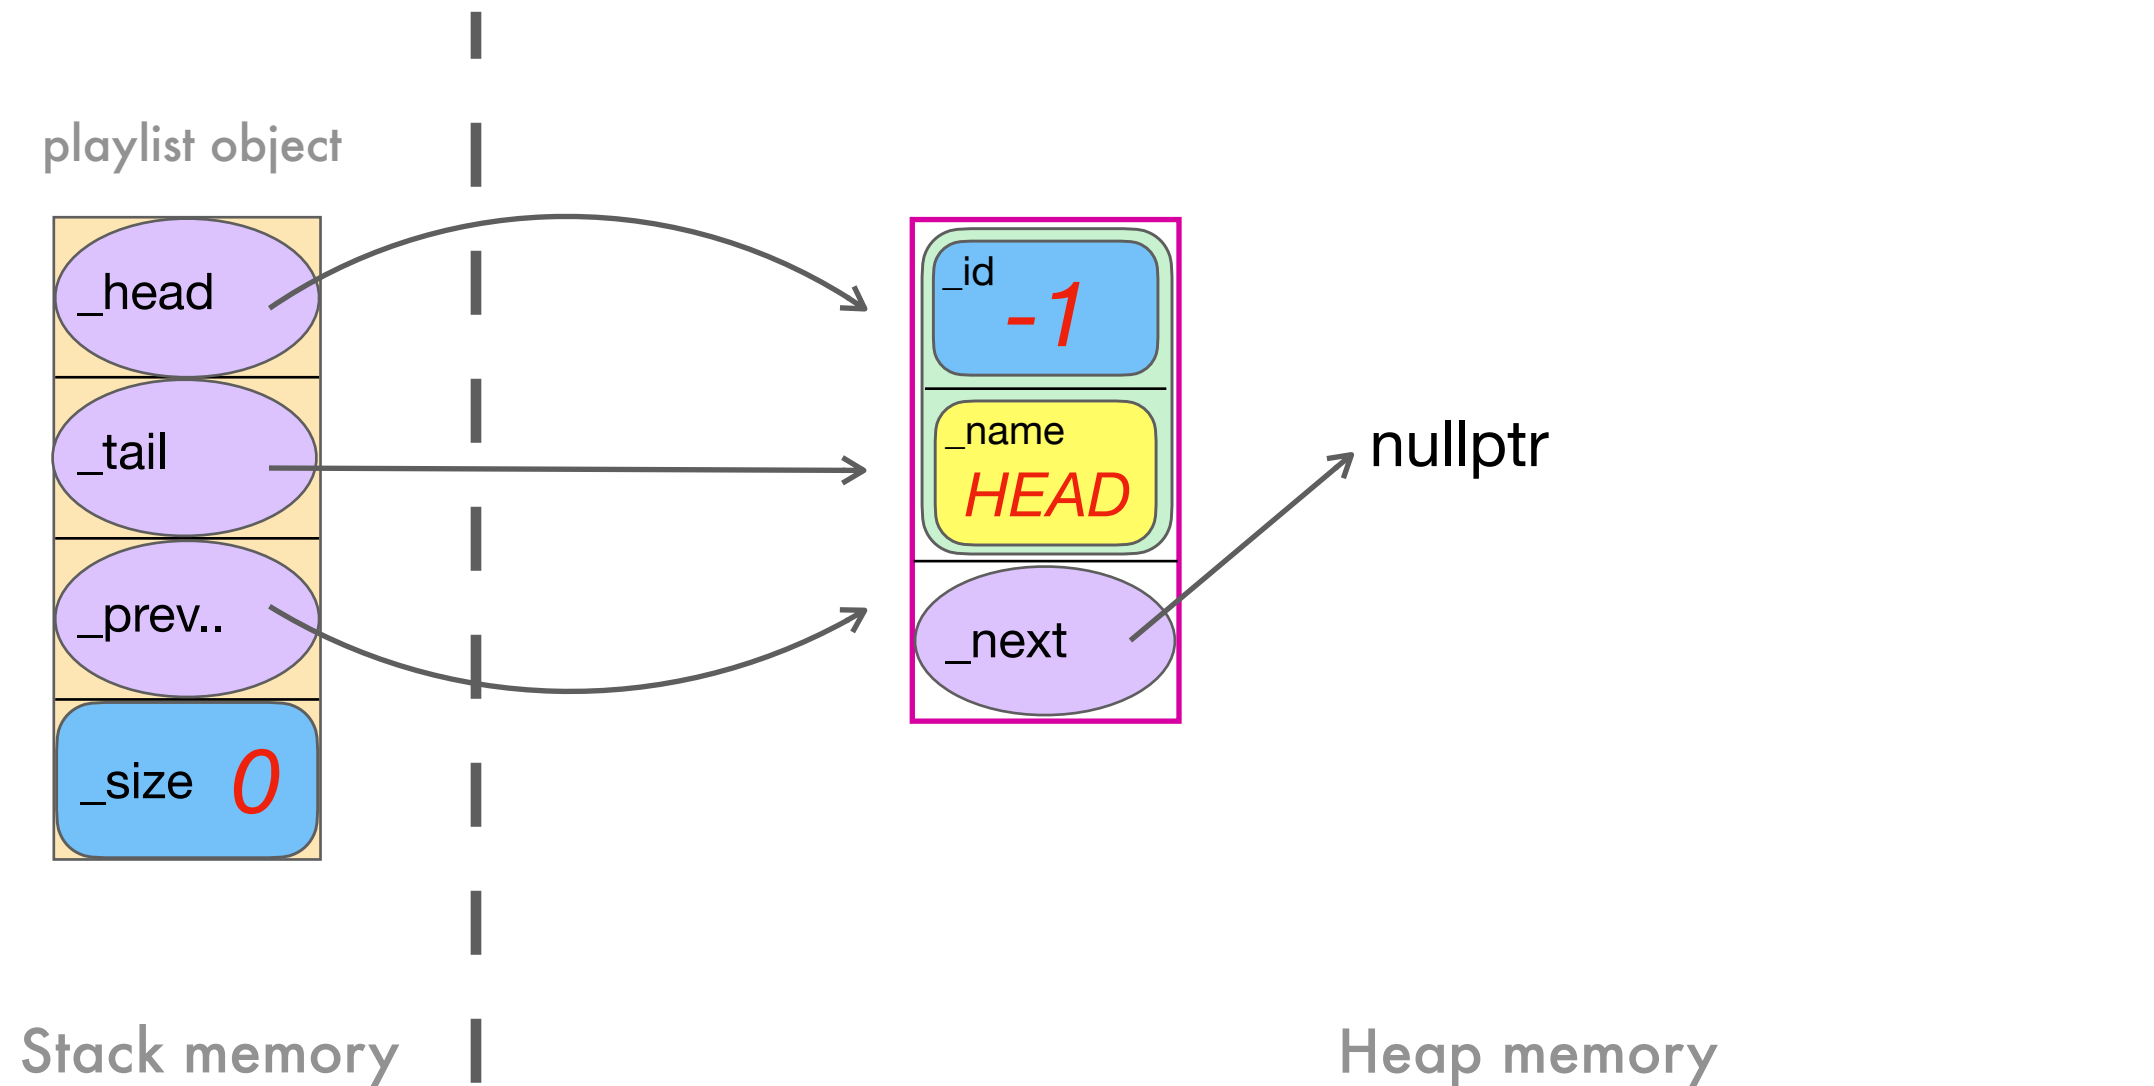 playlist object
_head
_tail
_prev..
_size 0
_id
-1
_name
HEAD
_next
nullptr
Stack memory
Heap memory